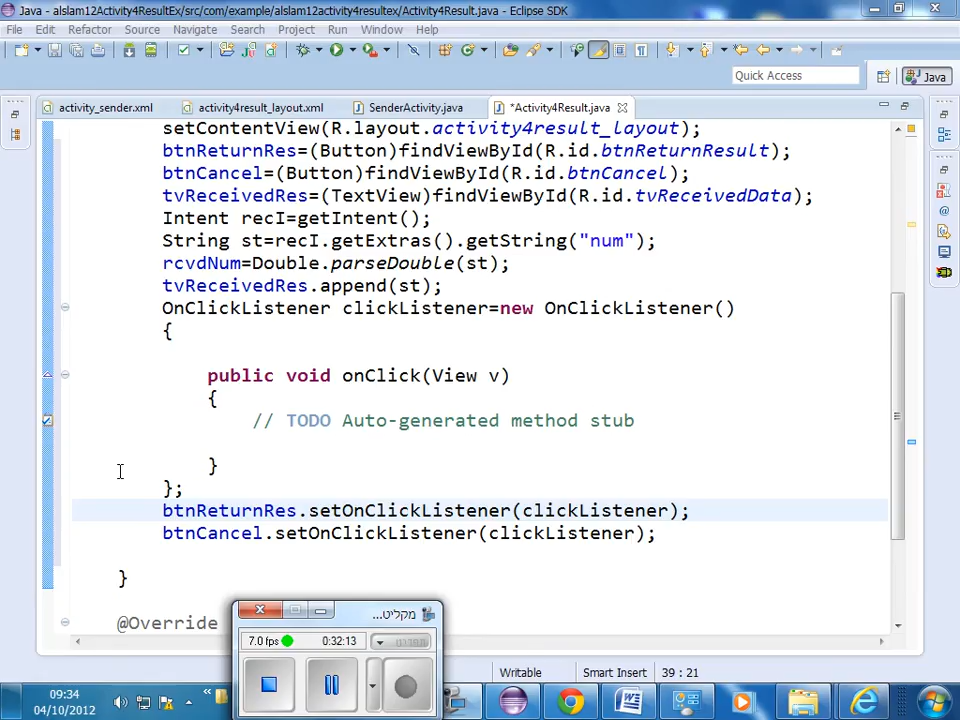 Java - alslam12Activity4ResultEx/src/com/example/alslam12activity4resultex/Activity4Result.java - Eclipse SDK
File Edit Refactor Source Navigate Search Project Run Window Help
Quick Access
Java
activity_sender.xml activity4result_layout.xml SenderActivity.java *Activity4Result.java
setContentView(R.layout.activity4result_layout);
btnReturnRes=(Button)findViewById(R.id.btnReturnResult);
btnCancel=(Button)findViewById(R.id.btnCancel);
tvReceivedRes=(TextView)findViewById(R.id.tvReceivedData);
Intent recI=getIntent();
String st=recI.getExtras().getString("num");
rcvdNum=Double.parseDouble(st);
tvReceivedRes.append(st);
OnClickListener clickListener=new OnClickListener()
{
public void onClick(View v)
{
// TODO Auto-generated method stub
}
};
btnReturnRes.setOnClickListener(clickListener);
btnCancel.setOnClickListener(clickListener);
}
@Override
מקליט...
7.0 fps 0:32:13 תפריט
Writable Smart Insert 39 : 21
09:34
04/10/2012